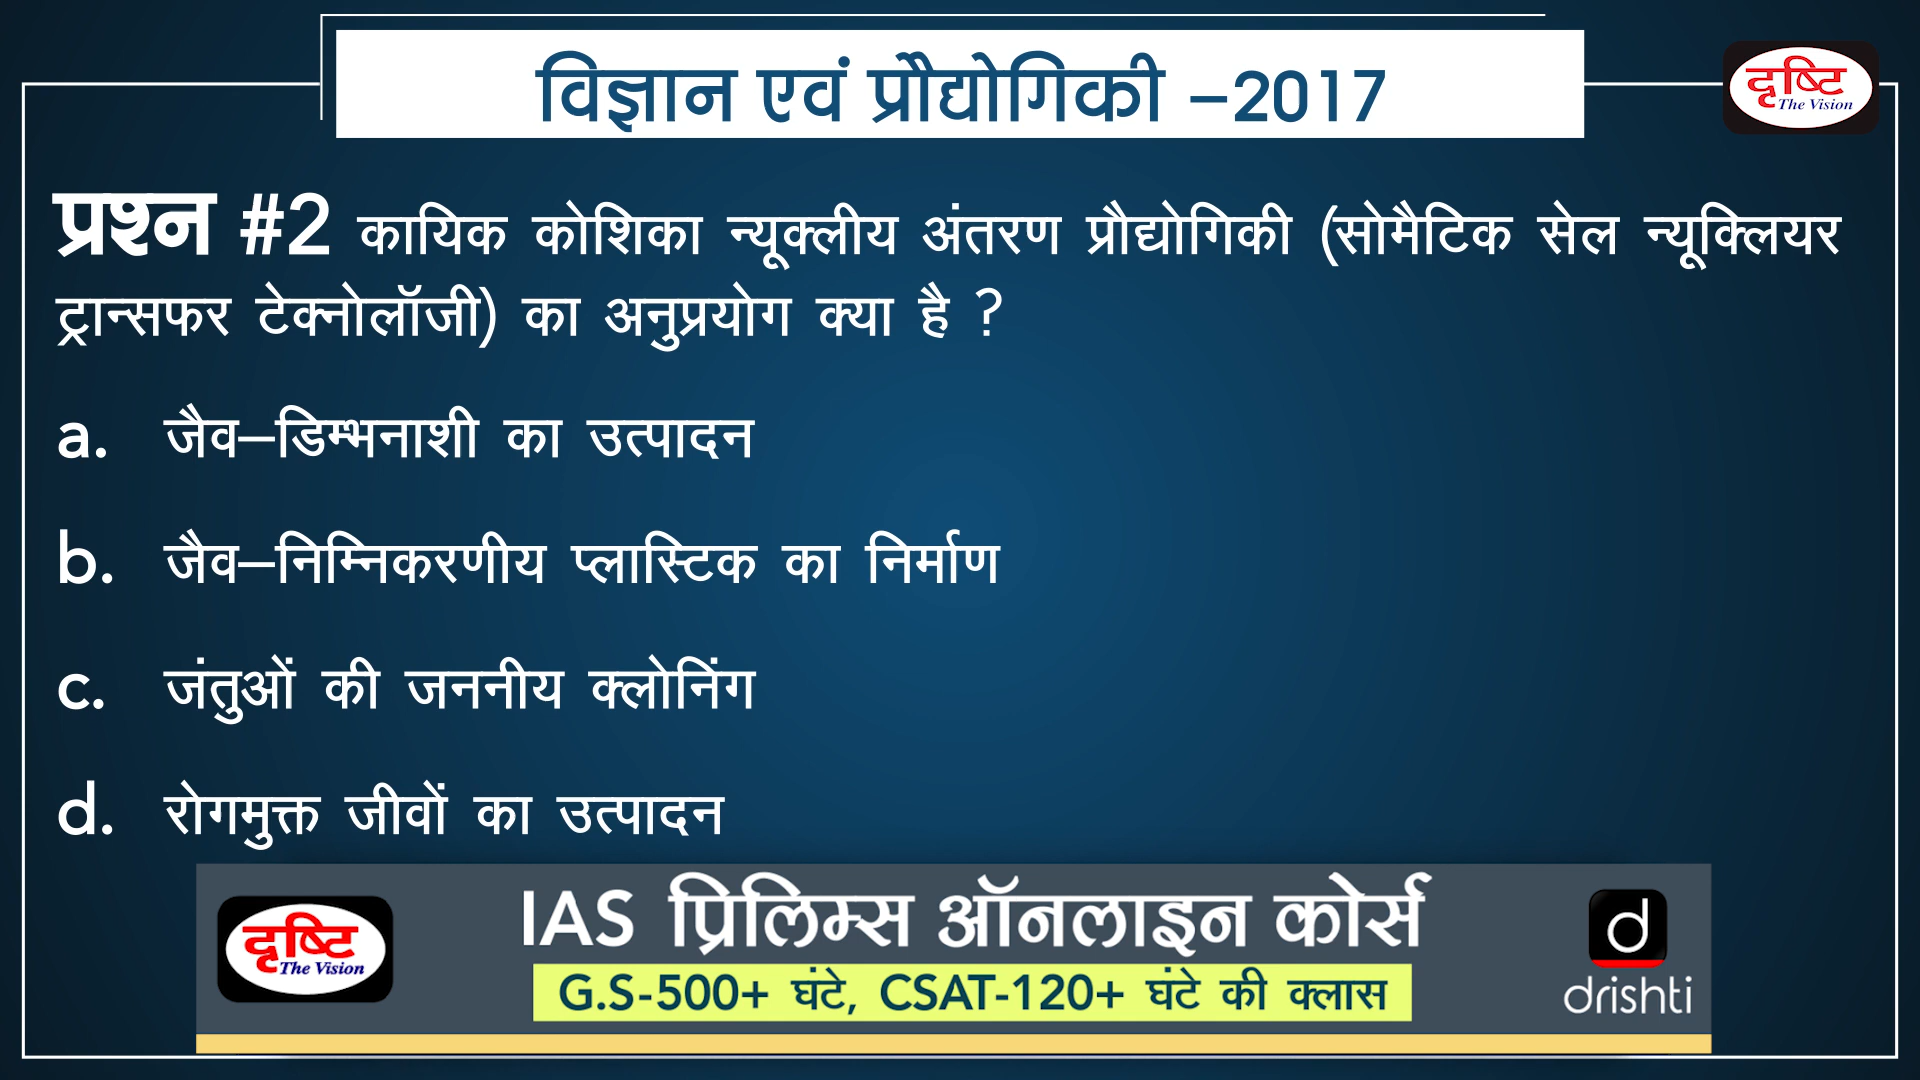 विज्ञान एवं प्रौद्योगिकी –2017
दृष्टि
The Vision
प्रश्न #2 कायिक कोशिका न्यूक्लीय अंतरण प्रौद्योगिकी (सोमैटिक सेल न्यूक्लियर
ट्रान्सफर टेक्नोलॉजी) का अनुप्रयोग क्या है ?
a. जैव–डिम्भनाशी का उत्पादन
b. जैव–निम्निकरणीय प्लास्टिक का निर्माण
c. जंतुओं की जननीय क्लोनिंग
d. रोगमुक्त जीवों का उत्पादन
दृष्टि
The Vision
IAS प्रिलिम्स ऑनलाइन कोर्स
G.S-500+ घंटे, CSAT-120+ घंटे की क्लास
d
drishti